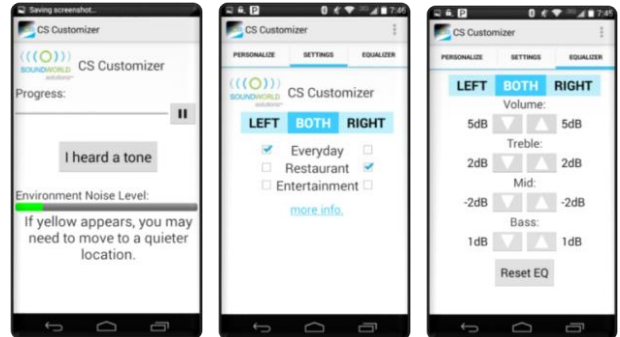 Saving screenshot...
CS Customizer
SOUNDWORLD
solutions
CS Customizer
Progress:
I heard a tone
Environment Noise Level:
If yellow appears, you may
need to move to a quieter
location.
7:46
CS Customizer
PERSONALIZE SETTINGS EQUALIZER
SOUNDWORLD
solutions
CS Customizer
LEFT BOTH RIGHT
Everyday
Restaurant
Entertainment
more info.
7:45
CS Customizer
PERSONALIZE SETTINGS EQUALIZER
LEFT BOTH RIGHT
Volume:
5dB 5dB
Treble:
2dB 2dB
Mid:
-2dB -2dB
Bass:
1dB 1dB
Reset EQ